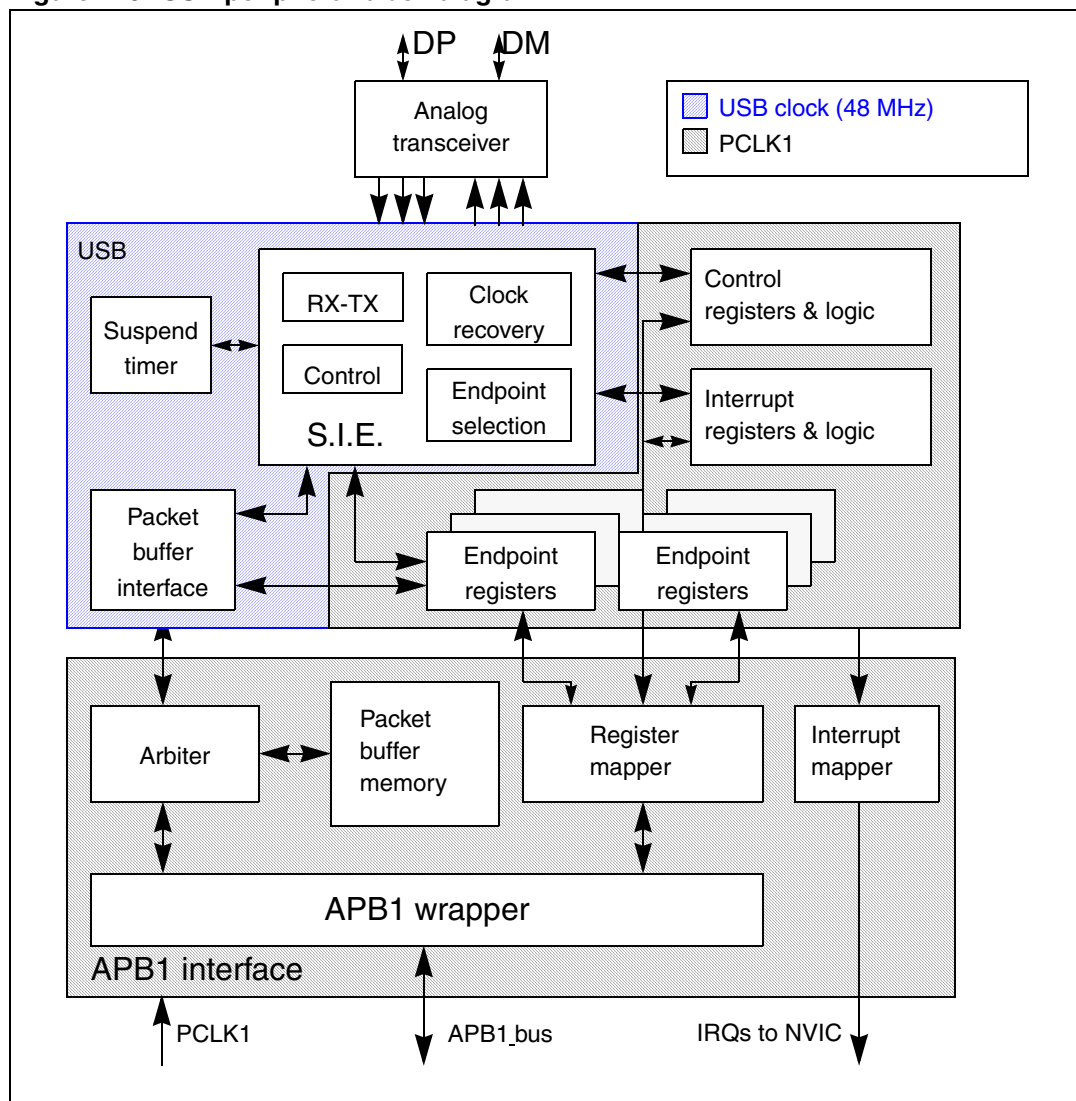 DP DM
Analog
transceiver
USB clock (48 MHz)
PCLK1
USB
Suspend
timer
RX-TX
Control
Clock
recovery
Endpoint
selection
S.I.E.
Control
registers & logic
Interrupt
registers & logic
Packet
buffer
interface
Endpoint
registers
Endpoint
registers
Arbiter
Packet
buffer
memory
Register
mapper
Interrupt
mapper
APB1 wrapper
APB1 interface
PCLK1
APB1_bus
IRQs to NVIC